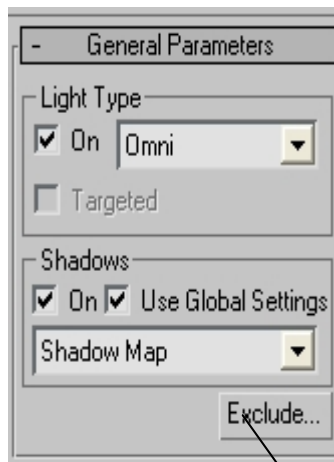 - General Parameters
Light Type
On Omni
Targeted
Shadows
On Use Global Settings
Shadow Map
Exclude...